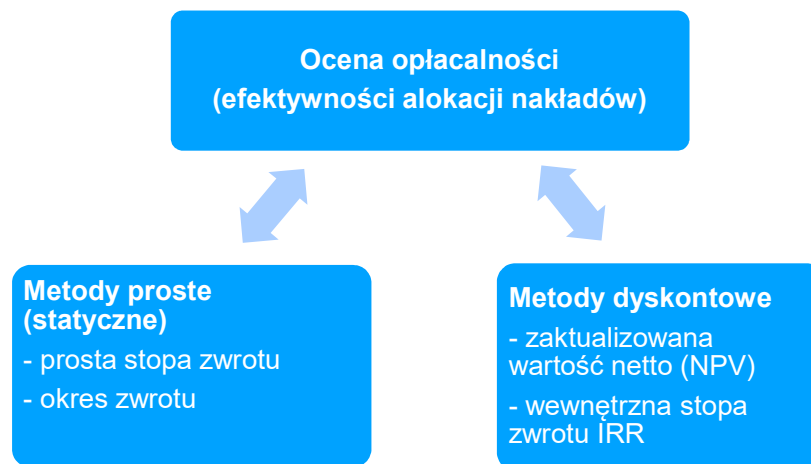 Ocena opłacalności
(efektywności alokacji nakładów)
Metody proste
(statyczne)
- prosta stopa zwrotu
- okres zwrotu
Metody dyskontowe
- zaktualizowana
wartość netto (NPV)
- wewnętrzna stopa
zwrotu IRR